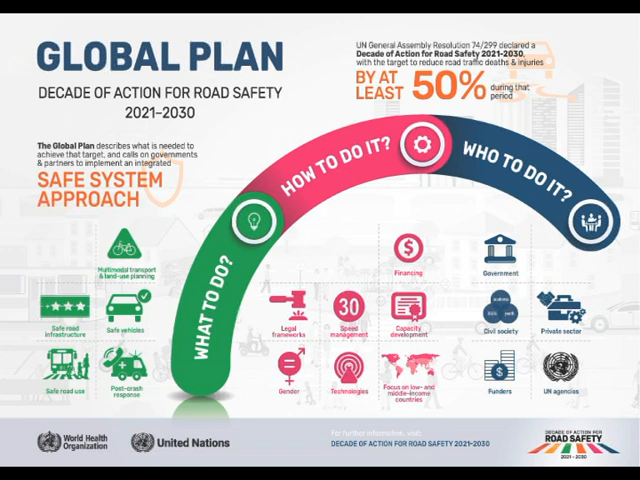 GLOBAL PLAN
DECADE OF ACTION FOR ROAD SAFETY
2021–2030
UN General Assembly Resolution 74/299 declared a
Decade of Action for Road Safety 2021-2030,
with the target to reduce road traffic deaths & injuries
BY AT
LEAST 50% during that
period
The Global Plan describes what is needed to
achieve that target, and calls on governments
& partners to implement an integrated
SAFE SYSTEM
APPROACH
WHAT TO DO?
HOW TO DO IT?
WHO TO DO IT?
Multimodal transport
& land-use planning
Safe road
infrastructure
Safe vehicles
Safe road use
Post-crash
response
Financing
Legal
frameworks
30
Speed
management
Capacity
development
Gender
Technologies
Focus on low- and
middle-income
countries
Government
Civil society
Private sector
Funders
UN agencies
World Health
Organization
United Nations
For further information, visit:
DECADE OF ACTION FOR ROAD SAFETY 2021-2030
DECADE OF ACTION FOR
ROAD SAFETY
2021 - 2030